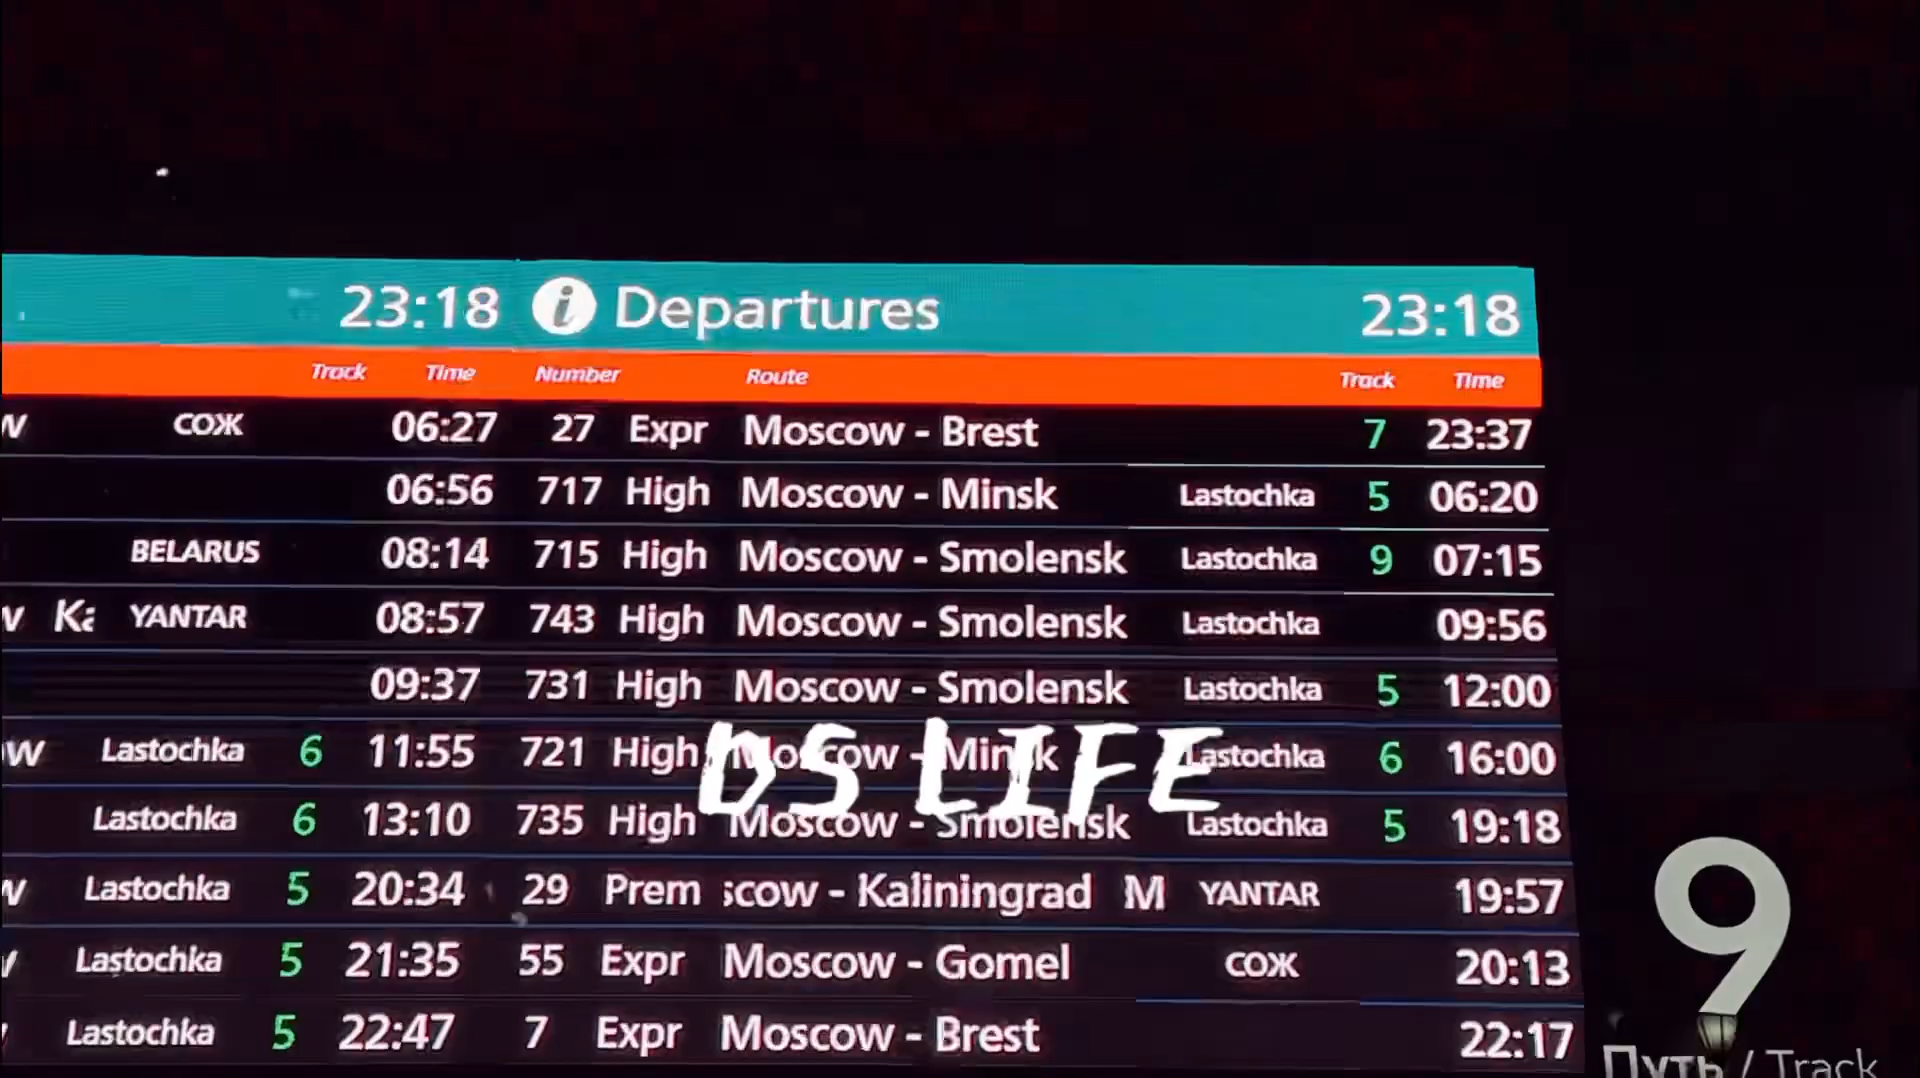 23:18 i Departures 23:18
Track Time Number Route Track Time
СОЖ 06:27 27 Expr Moscow - Brest 7 23:37
06:56 717 High Moscow - Minsk Lastochka 5 06:20
BELARUS 08:14 715 High Moscow - Smolensk Lastochka 9 07:15
YANTAR 08:57 743 High Moscow - Smolensk Lastochka 09:56
09:37 731 High Moscow - Smolensk Lastochka 5 12:00
Lastochka 6 11:55 721 High Moscow - Minsk Lastochka 6 16:00
DS LIFE
Lastochka 6 13:10 735 High Moscow - Smolensk Lastochka 5 19:18
Lastochka 5 20:34 29 Prem scow - Kaliningrad M YANTAR 19:57
Lastochka 5 21:35 55 Expr Moscow - Gomel СОЖ 20:13
Lastochka 5 22:47 7 Expr Moscow - Brest 22:17
9
Путь / Track